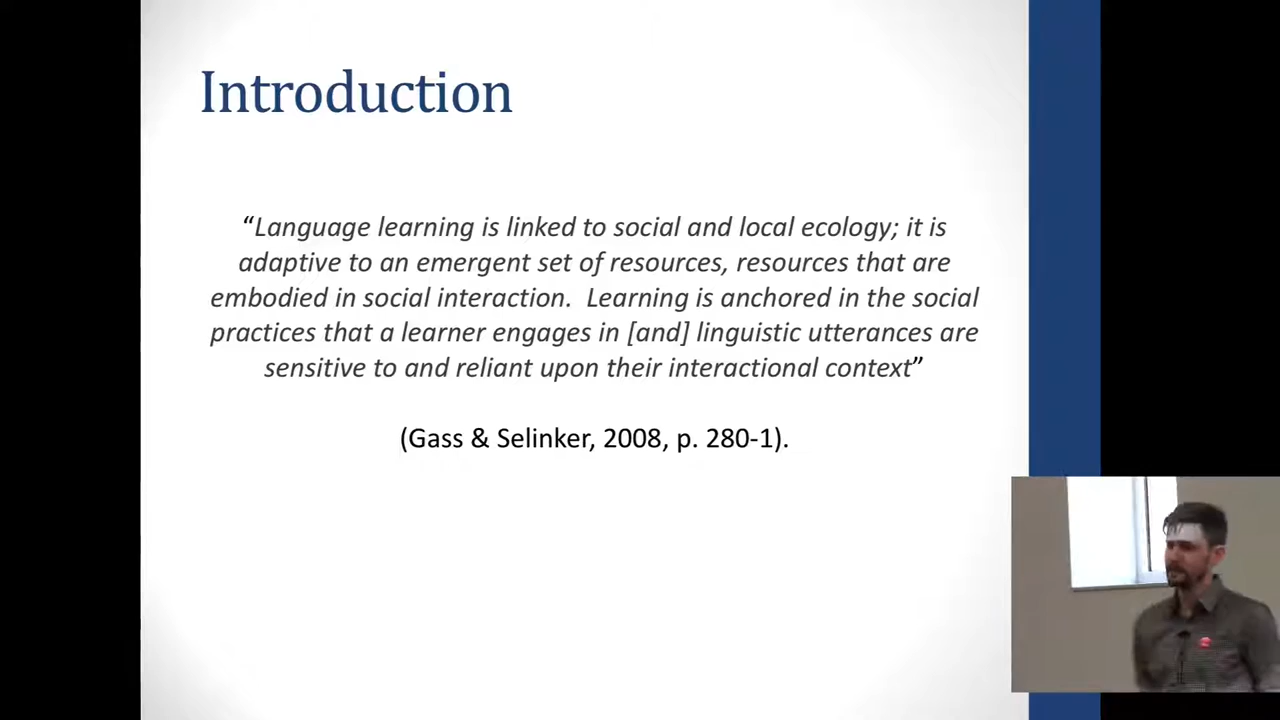 Introduction
“Language learning is linked to social and local ecology; it is
adaptive to an emergent set of resources, resources that are
embodied in social interaction.  Learning is anchored in the social
practices that a learner engages in [and] linguistic utterances are
sensitive to and reliant upon their interactional context”
(Gass & Selinker, 2008, p. 280-1).